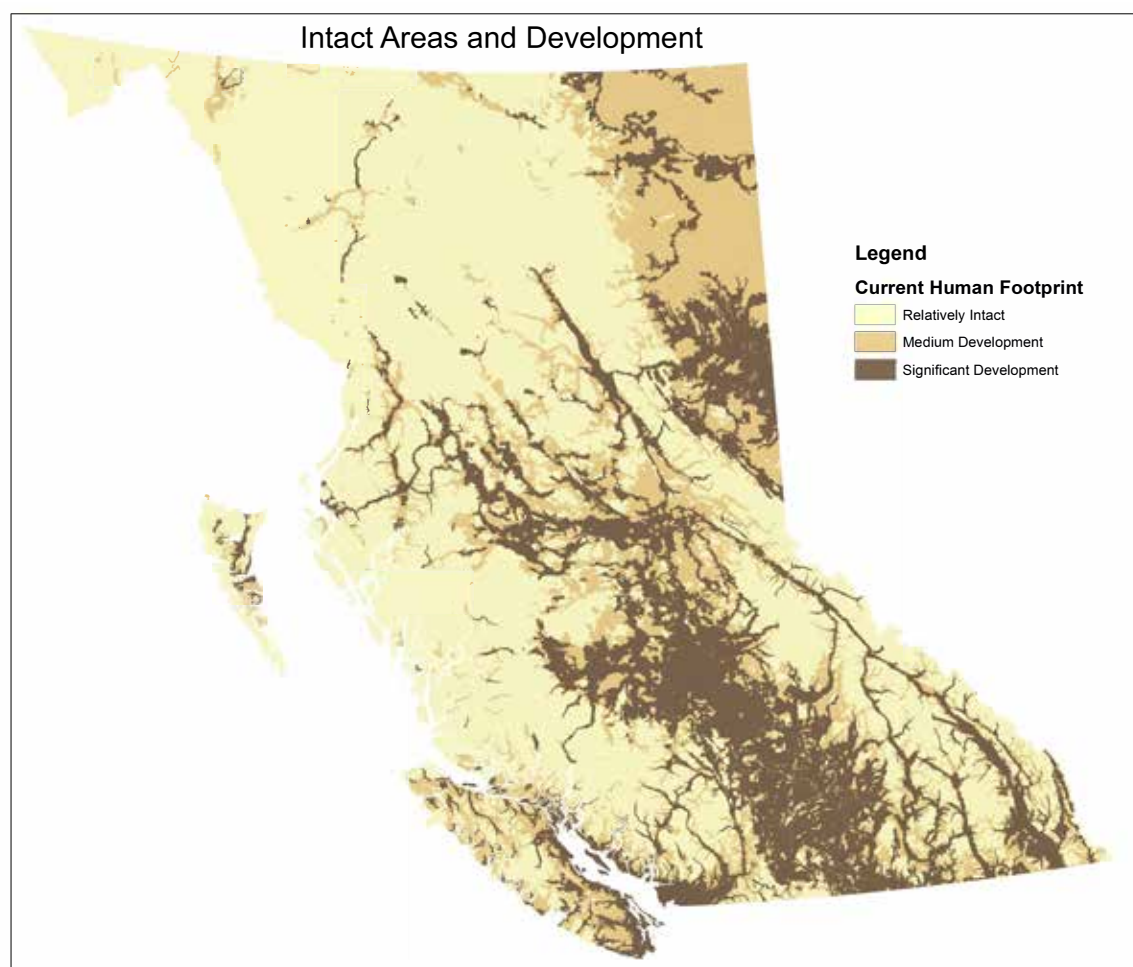 Intact Areas and Development
Legend
Current Human Footprint
Relatively Intact
Medium Development
Significant Development